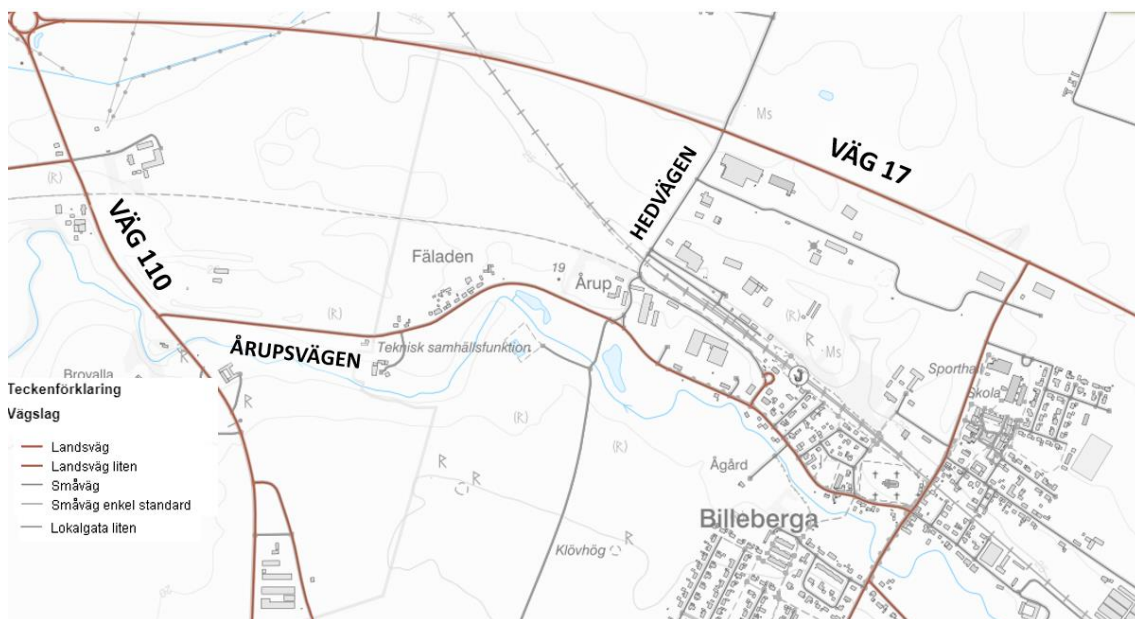 Ms
VÄG 17
HEDVÄGEN
(R)
VÄG 110
Fäladen
19
Årup
(R)
(R)
(R)
R
Ms
ÅRUPSVÄGEN
Teknisk samhällsfunktion
J
Sporthall
Skola
R
Brovalla
R
(R)
(R)
Ågård
R
R
Billeberga
Klövhög
R
Teckenförklaring
Vägslag
Landsväg
Landsväg liten
Småväg
Småväg enkel standard
Lokalgata liten